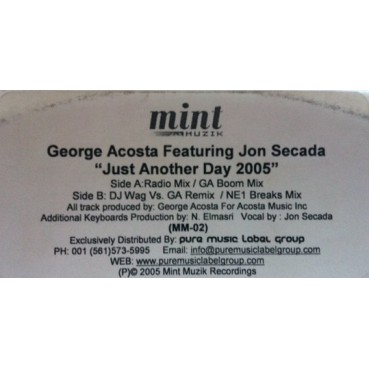 mint
MUZIK
George Acosta Featuring Jon Secada
"Just Another Day 2005"
Side A:Radio Mix / GA Boom Mix
Side B: DJ Wag Vs. GA Remix / NE1 Breaks Mix
All track produced by: George Acosta For Acosta Music Inc
Additional Keyboards Production by: N. Elmasri Vocal by : Jon Secada
(MM-02)
Exclusively Distributed By: pure music label group
PH: 001 (561)573-5995 Email: info@puremusiclabelgroup.com
WEB: www.puremusiclabelgroup.com
(P)© 2005 Mint Muzik Recordings